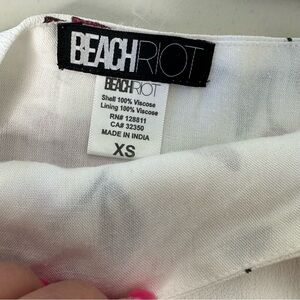 BEACHRIOT
BEACHRIOT
Shell 100% Viscose
Lining 100% Viscose
RN# 128811
CA# 32350
MADE IN INDIA
XS